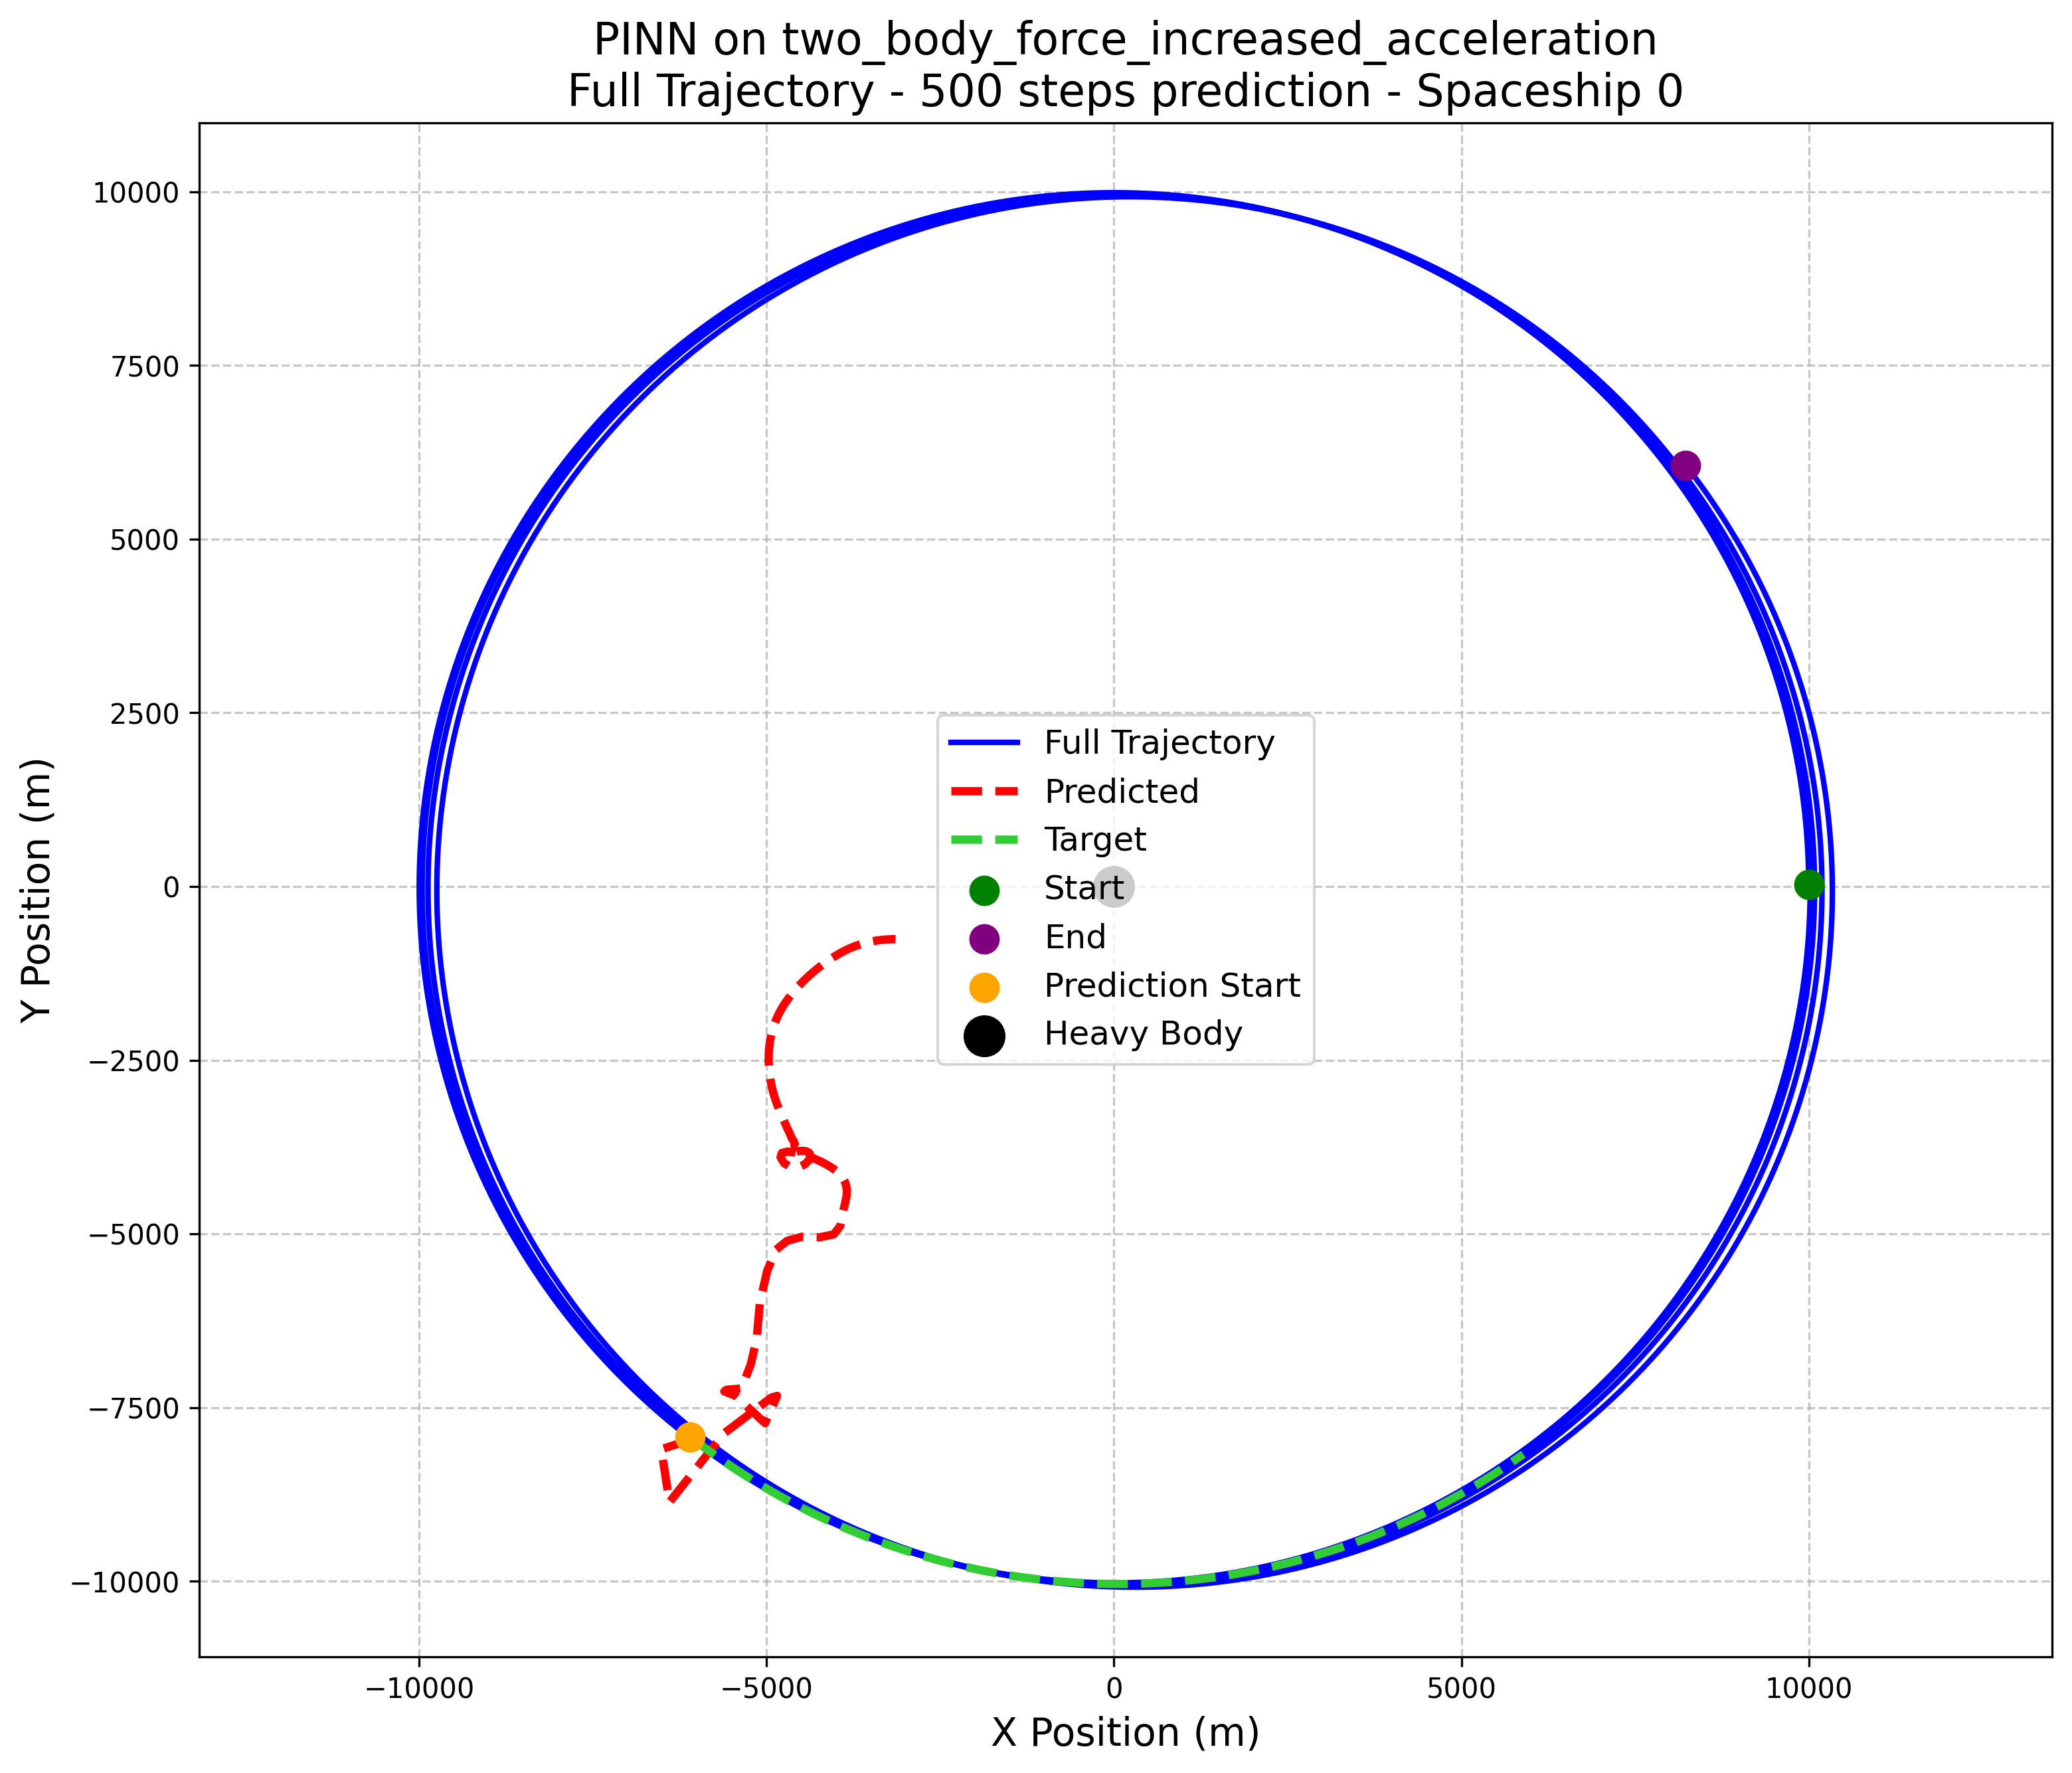 PINN on two_body_force_increased_acceleration
Full Trajectory - 500 steps prediction - Spaceship 0
10000
7500
5000
2500
0
−2500
−5000
−7500
−10000
Y Position (m)
Full Trajectory
Predicted
Target
Start
End
Prediction Start
Heavy Body
−10000
−5000
0
5000
10000
X Position (m)